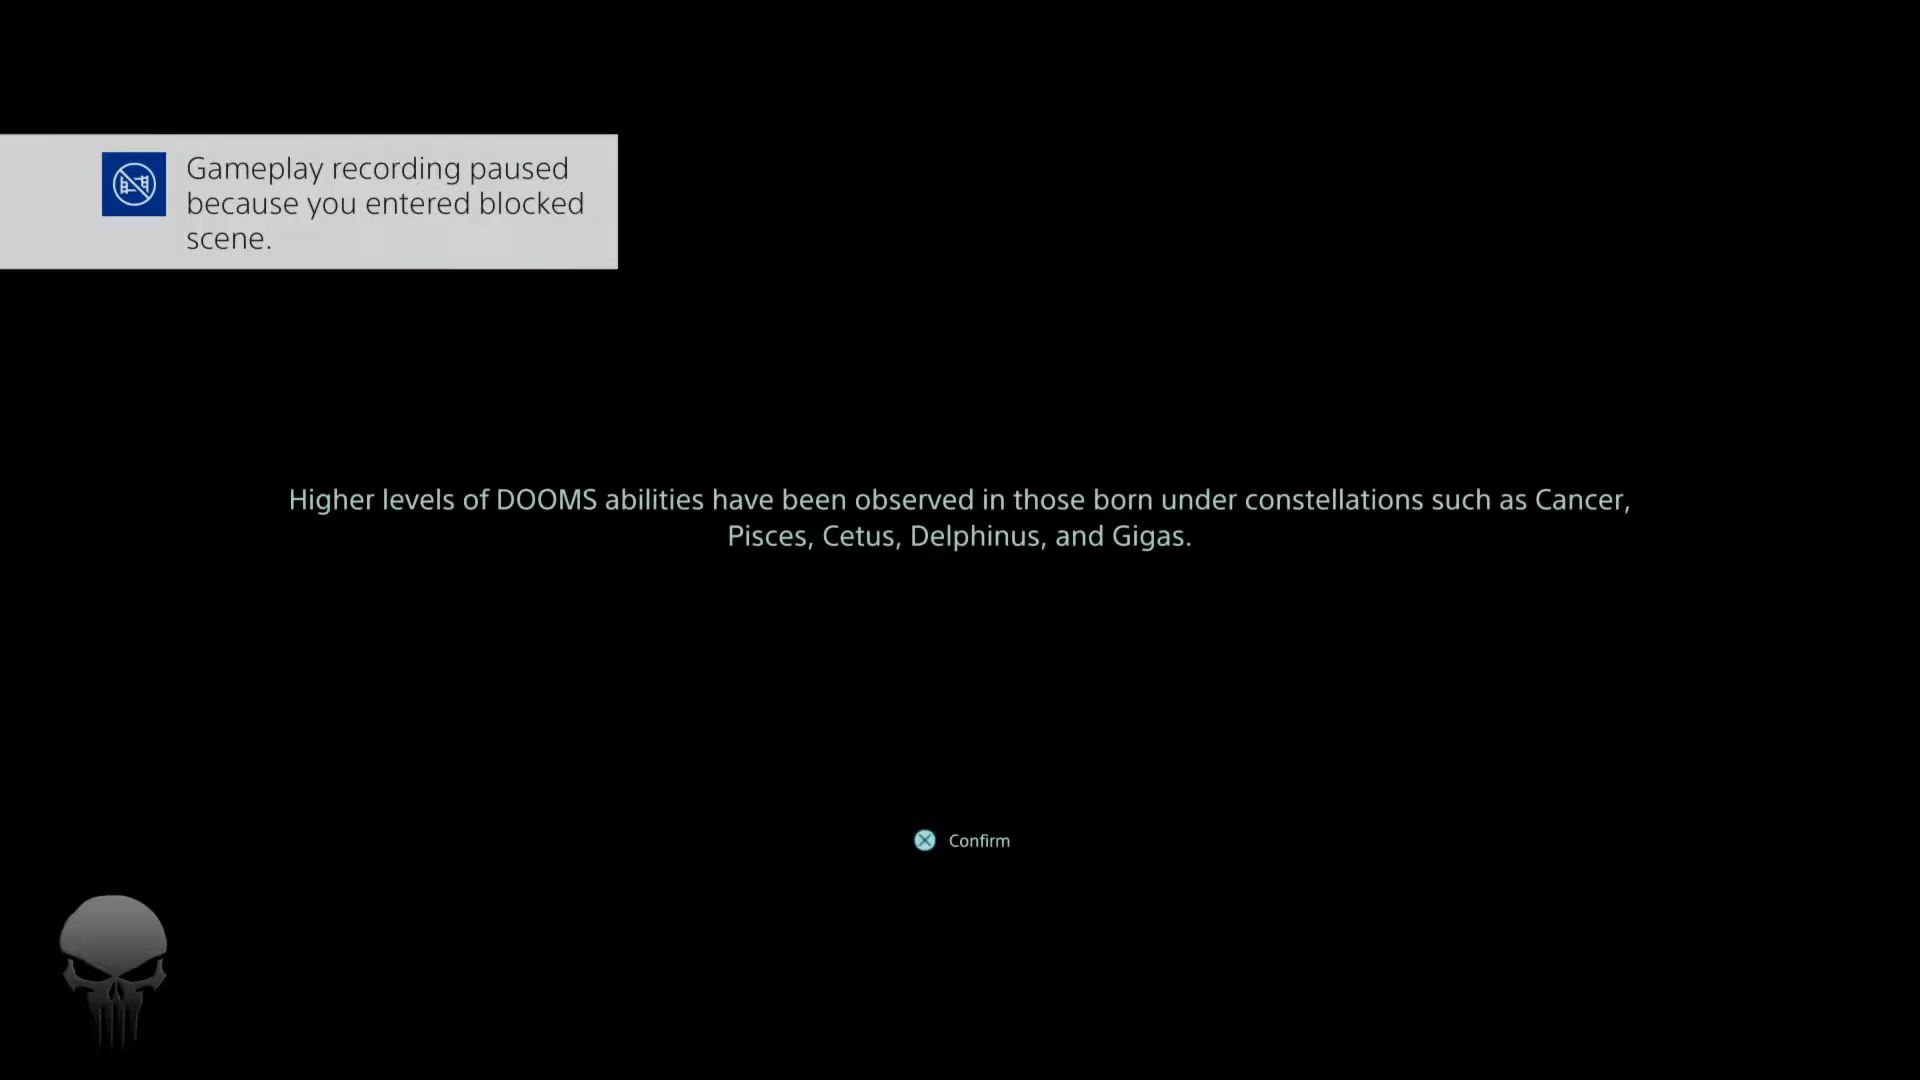 Gameplay recording paused
because you entered blocked
scene.
Higher levels of DOOMS abilities have been observed in those born under constellations such as Cancer,
Pisces, Cetus, Delphinus, and Gigas.
Confirm